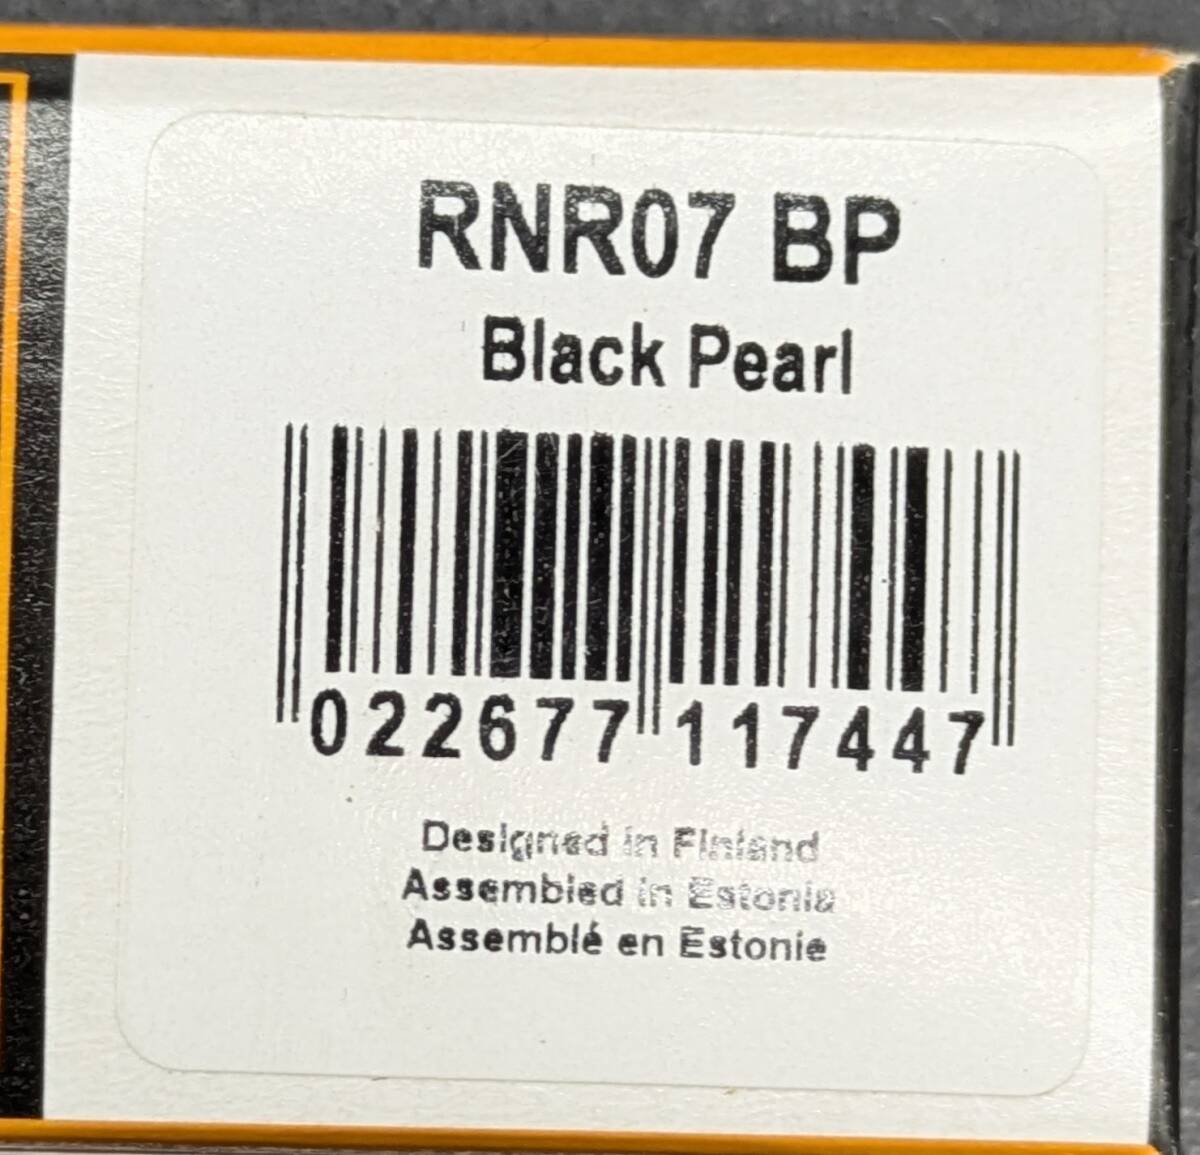 RNR07 BP
Black Pearl
022677 117447
Designed in Finland
Assembled in Estonia
Assemblé en Estonie